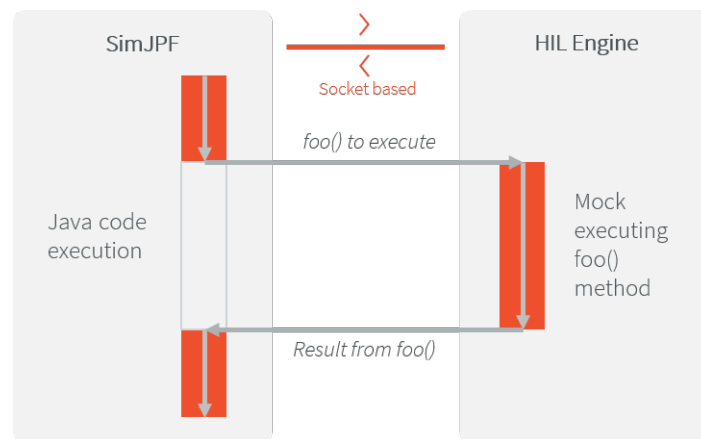 SimJPF
HIL Engine
Socket based
foo() to execute
Java code
execution
Mock
executing
foo()
method
Result from foo()